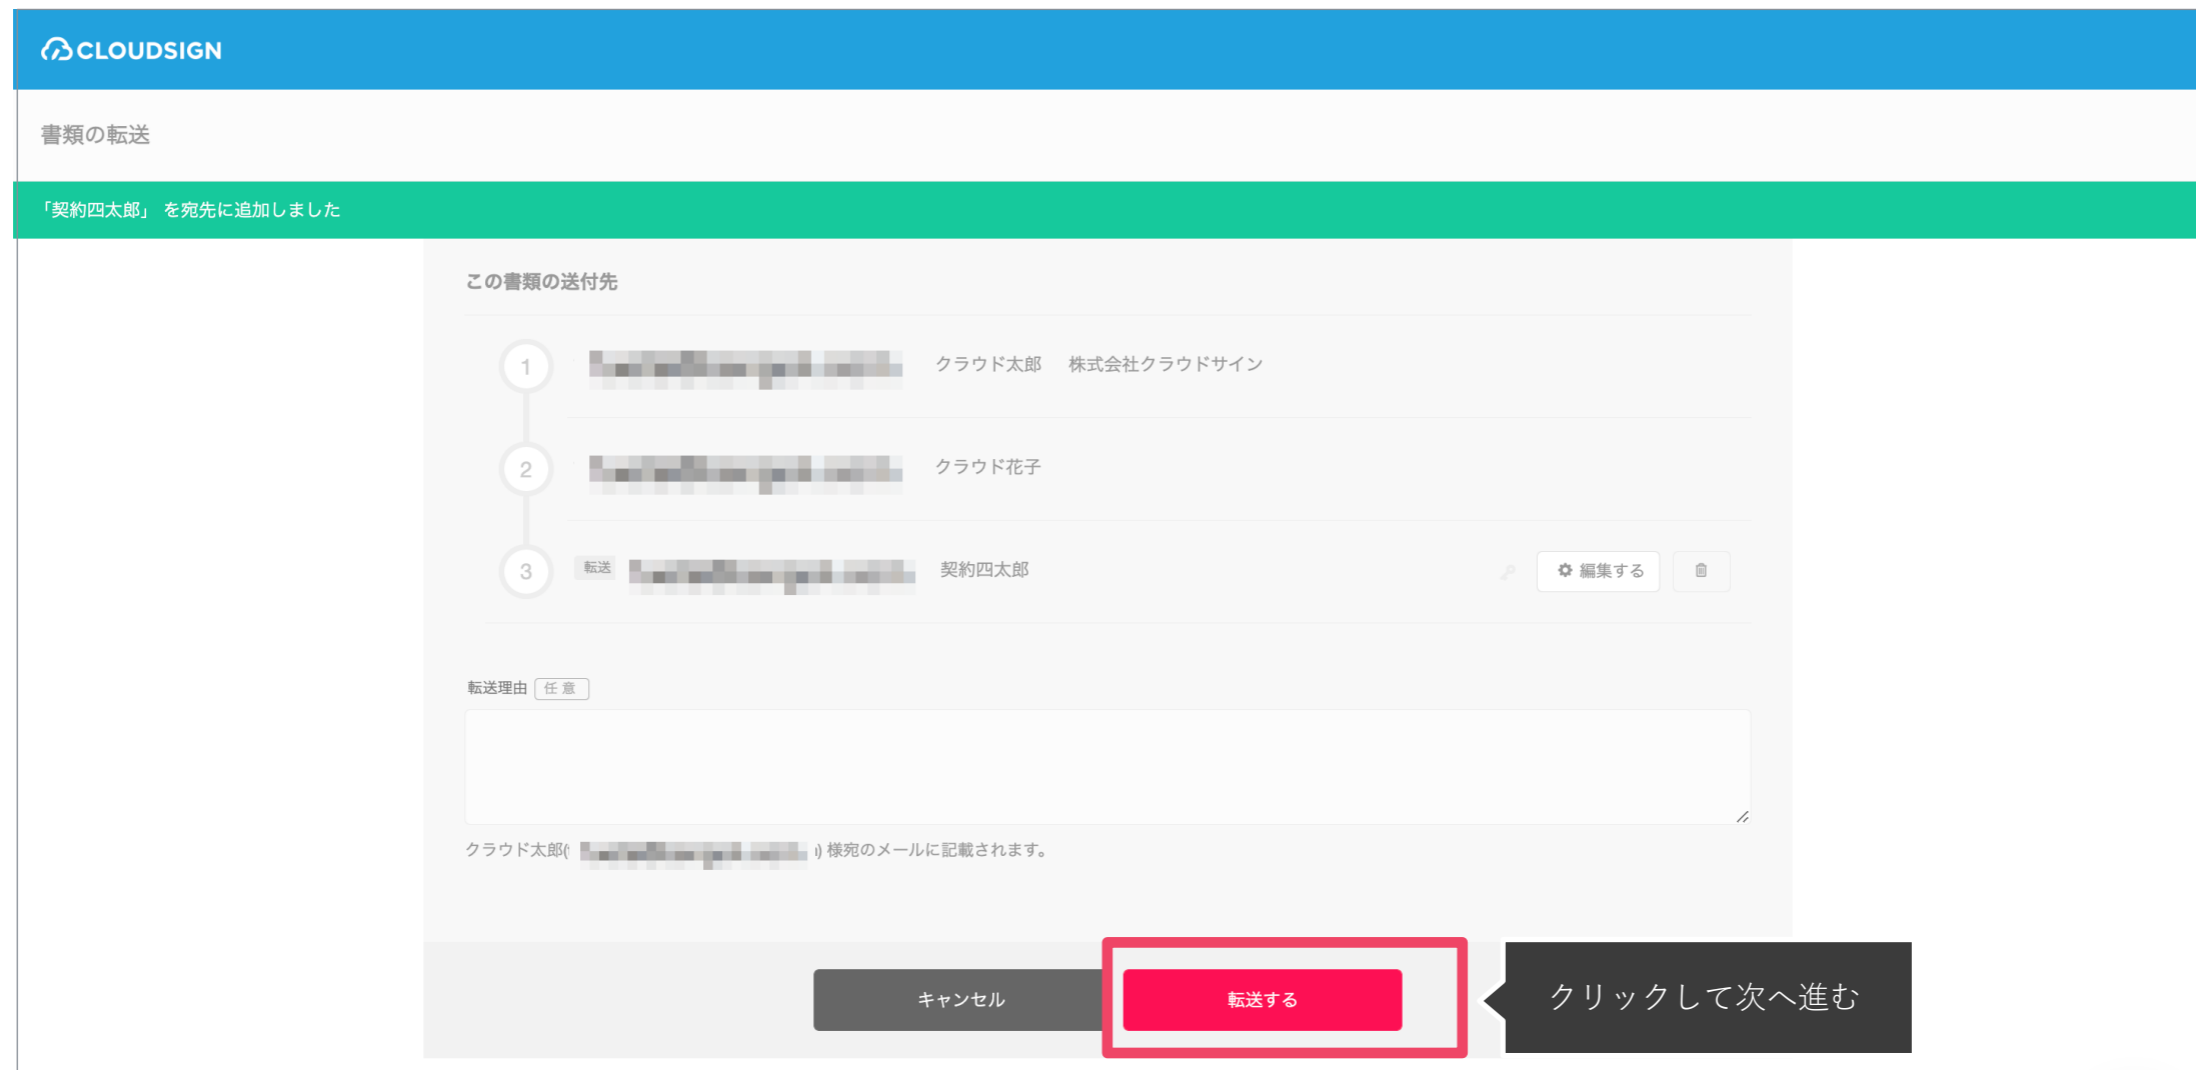 CLOUDSIGN
書類の転送
「契約四太郎」 を宛先に追加しました
この書類の送付先
1 クラウド太郎 株式会社クラウドサイン
2 クラウド花子
3 転送 契約四太郎 編集する
転送理由 任意
クラウド太郎( ) 様宛のメールに記載されます。
キャンセル 転送する クリックして次へ進む